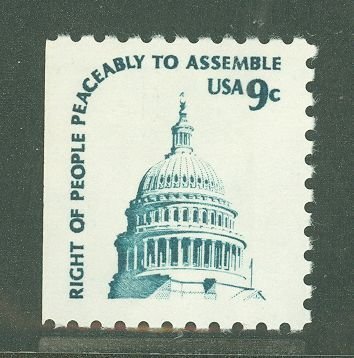 RIGHT OF PEOPLE PEACEABLY TO ASSEMBLE
USA 9c